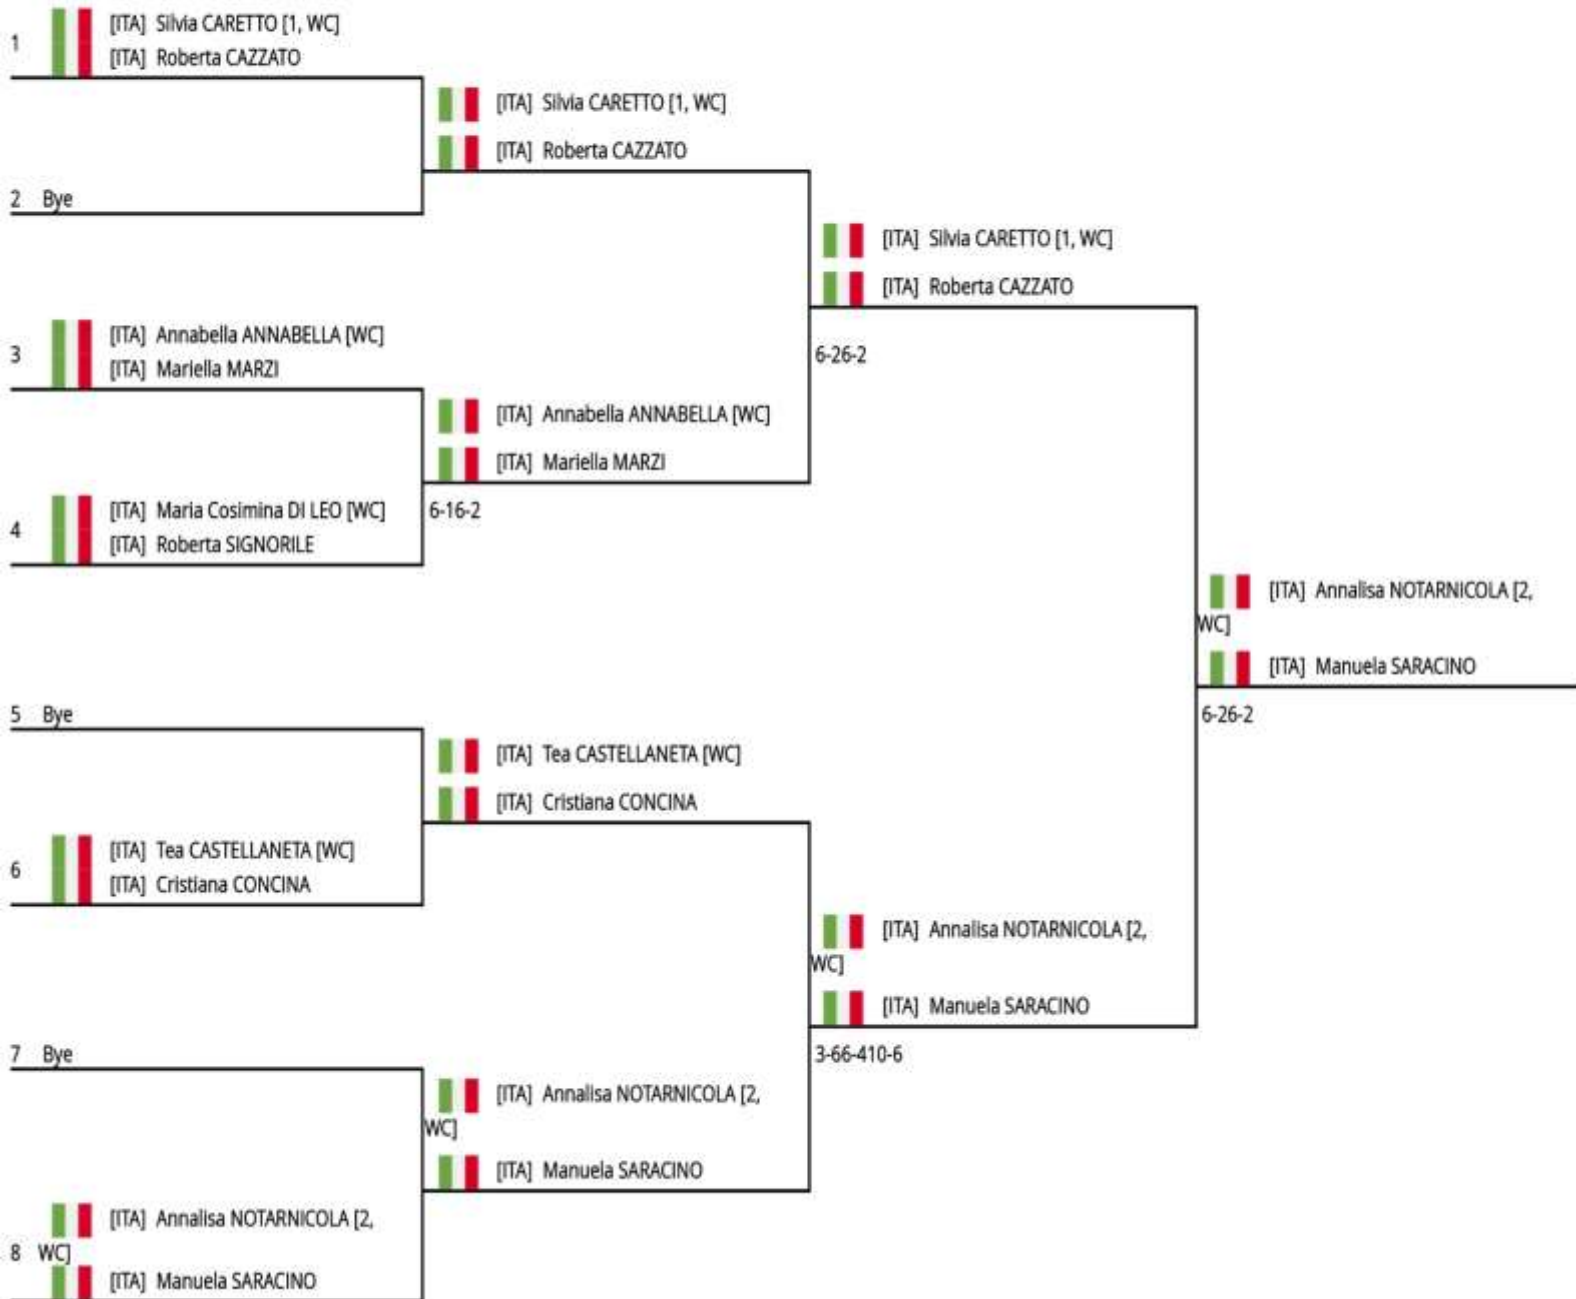 [ITA] Silvia CARETTO [1, WC]
1
[ITA] Roberta CAZZATO
[ITA] Silvia CARETTO [1, WC]
[ITA] Roberta CAZZATO
2 Bye
[ITA] Silvia CARETTO [1, WC]
[ITA] Roberta CAZZATO
6-26-2
[ITA] Annabella ANNABELLA [WC]
3
[ITA] Mariella MARZI
[ITA] Annabella ANNABELLA [WC]
[ITA] Mariella MARZI
6-16-2
[ITA] Maria Cosimina DI LEO [WC]
4
[ITA] Roberta SIGNORILE
[ITA] Annalisa NOTARNICOLA [2,
WC]
[ITA] Manuela SARACINO
6-26-2
5 Bye
[ITA] Tea CASTELLANETA [WC]
[ITA] Cristiana CONCINA
[ITA] Tea CASTELLANETA [WC]
6
[ITA] Cristiana CONCINA
[ITA] Annalisa NOTARNICOLA [2,
WC]
[ITA] Manuela SARACINO
3-66-410-6
7 Bye
[ITA] Annalisa NOTARNICOLA [2,
WC]
[ITA] Manuela SARACINO
[ITA] Annalisa NOTARNICOLA [2,
8 WC]
[ITA] Manuela SARACINO